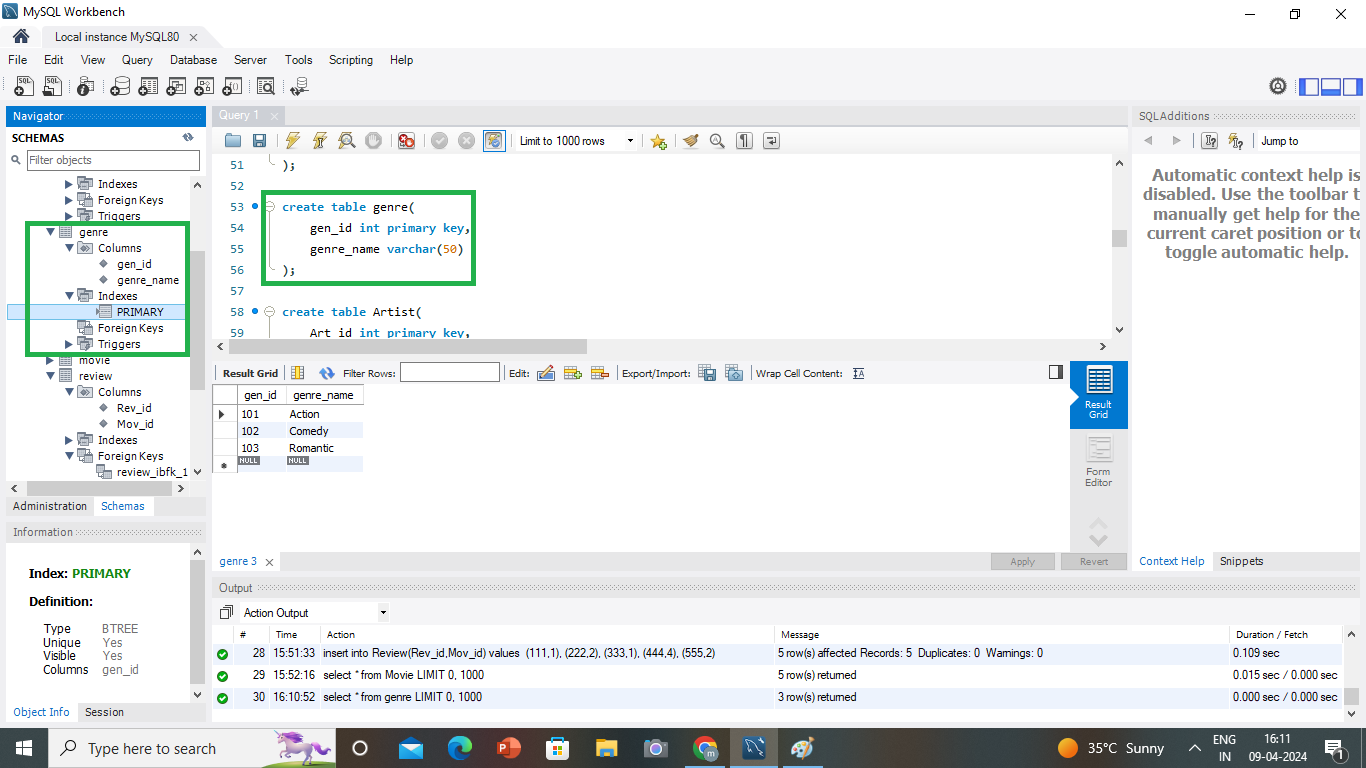 MySQL Workbench
Local instance MySQL80
File Edit View Query Database Server Tools Scripting Help
Navigator
SCHEMAS
Filter objects
Indexes
Foreign Keys
Triggers
genre
Columns
gen_id
genre_name
Indexes
PRIMARY
Foreign Keys
Triggers
movie
review
Columns
Rev_id
Mov_id
Indexes
Foreign Keys
review_ibfk_1
Administration Schemas
Information
Index: PRIMARY
Definition:
Type BTREE
Unique Yes
Visible Yes
Columns gen_id
Object Info Session
Query 1
Limit to 1000 rows
51 );
52
53 create table genre(
54 gen_id int primary key,
55 genre_name varchar(50)
56 );
57
58 create table Artist(
59 Art id int primary key,
Result Grid Filter Rows: Edit: Export/Import: Wrap Cell Content:
gen_id genre_name
101 Action
102 Comedy
103 Romantic
NULL NULL
Result
Grid
Form
Editor
genre 3
Apply Revert
SQLAdditions
Jump to
Automatic context help is
disabled. Use the toolbar t
manually get help for the
current caret position or to
toggle automatic help.
Context Help Snippets
Output
Action Output
# Time Action Message Duration / Fetch
28 15:51:33 insert into Review(Rev_id,Mov_id) values (111,1), (222,2), (333,1), (444,4), (555,2) 5 row(s) affected Records: 5 Duplicates: 0 Warnings: 0 0.109 sec
29 15:52:16 select * from Movie LIMIT 0, 1000 5 row(s) returned 0.015 sec / 0.000 sec
30 16:10:52 select * from genre LIMIT 0, 1000 3 row(s) returned 0.000 sec / 0.000 sec
Type here to search
35°C Sunny
ENG
IN
16:11
09-04-2024
1